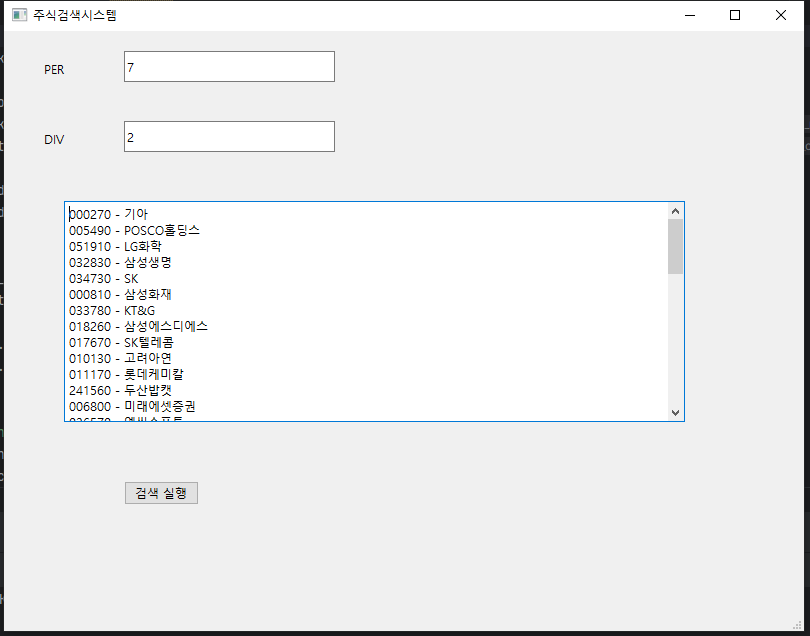 주식검색시스템
PER
7
DIV
2
000270 - 기아
005490 - POSCO홀딩스
051910 - LG화학
032830 - 삼성생명
034730 - SK
000810 - 삼성화재
033780 - KT&G
018260 - 삼성에스디에스
017670 - SK텔레콤
010130 - 고려아연
011170 - 롯데케미칼
241560 - 두산밥캣
006800 - 미래에셋증권
검색 실행